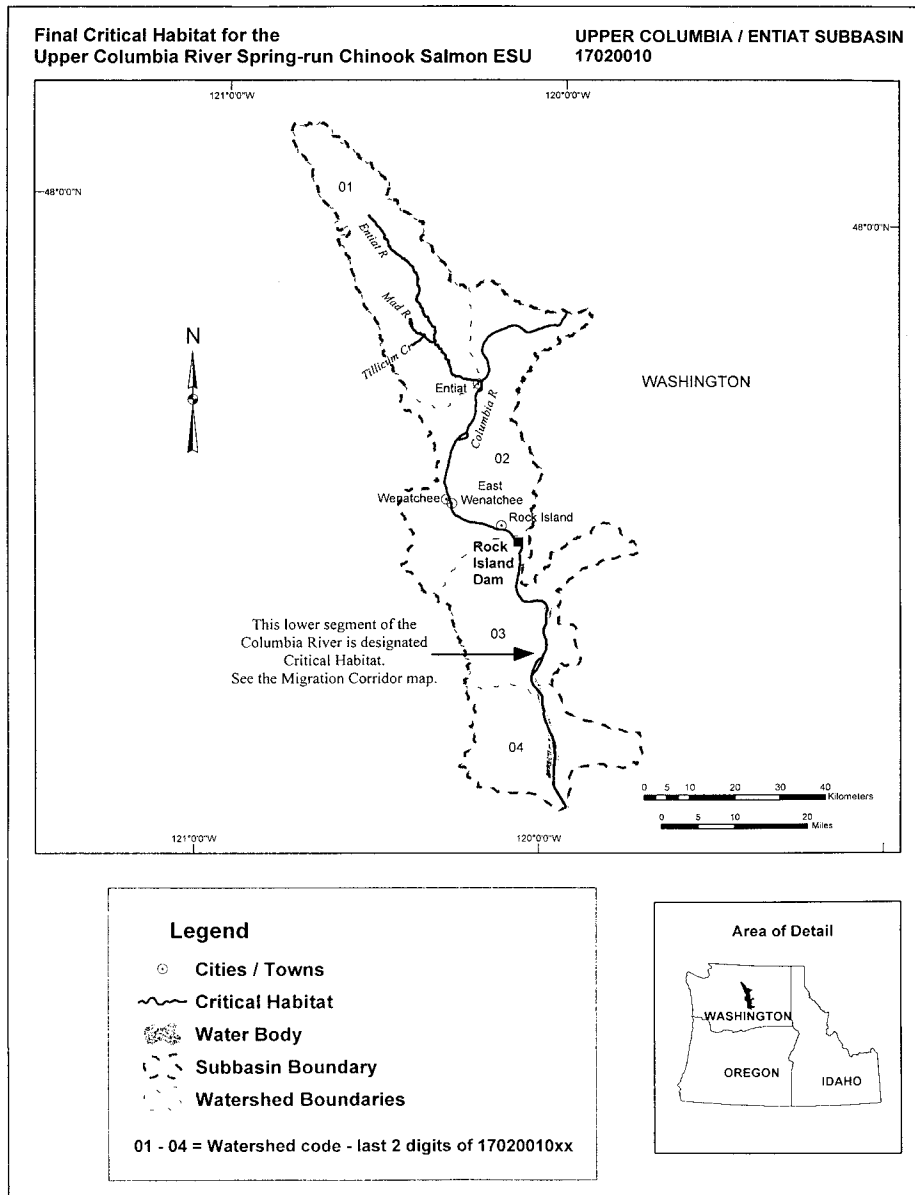 Final Critical Habitat for the
Upper Columbia River Spring-run Chinook Salmon ESU
UPPER COLUMBIA / ENTIAT SUBBASIN
17020010
121°0'0"W
120°0'0"W
48°0'0"N
48°0'0"N
01
Entiat R
Mad R
Tillicum Cr
N
Entiat
Columbia R
WASHINGTON
02
Wenatchee
East
Wenatchee
Rock Island
Rock
Island
Dam
This lower segment of the
Columbia River is designated
Critical Habitat.
See the Migration Corridor map.
03
04
0 5 10 20 30 40
Kilometers
0 5 10 20
Miles
121°0'0"W
120°0'0"W
Legend
Cities / Towns
Critical Habitat
Water Body
Subbasin Boundary
Watershed Boundaries
01 - 04 = Watershed code - last 2 digits of 17020010xx
Area of Detail
WASHINGTON
OREGON
IDAHO